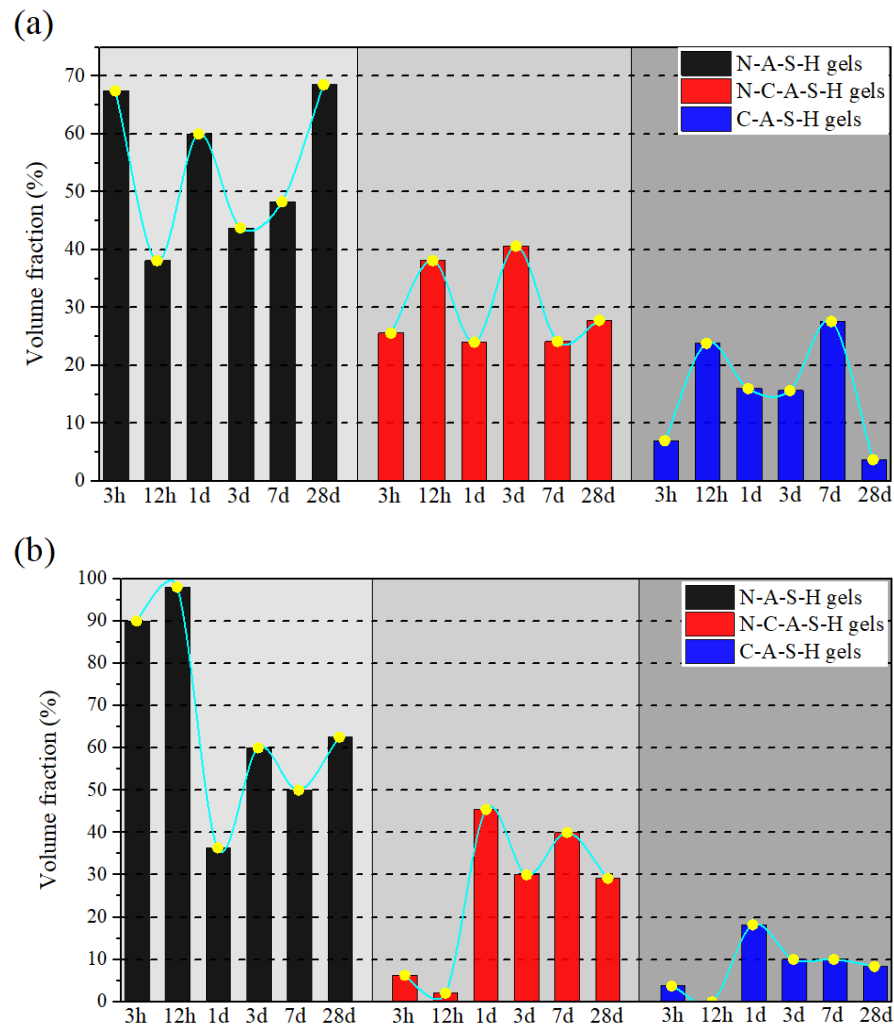 (a)
N-A-S-H gels
N-C-A-S-H gels
C-A-S-H gels
Volume fraction (%)
70
60
50
40
30
20
10
0
3h 12h 1d 3d 7d 28d 3h 12h 1d 3d 7d 28d 3h 12h 1d 3d 7d 28d
(b)
N-A-S-H gels
N-C-A-S-H gels
C-A-S-H gels
Volume fraction (%)
100
90
80
70
60
50
40
30
20
10
0
3h 12h 1d 3d 7d 28d 3h 12h 1d 3d 7d 28d 3h 12h 1d 3d 7d 28d